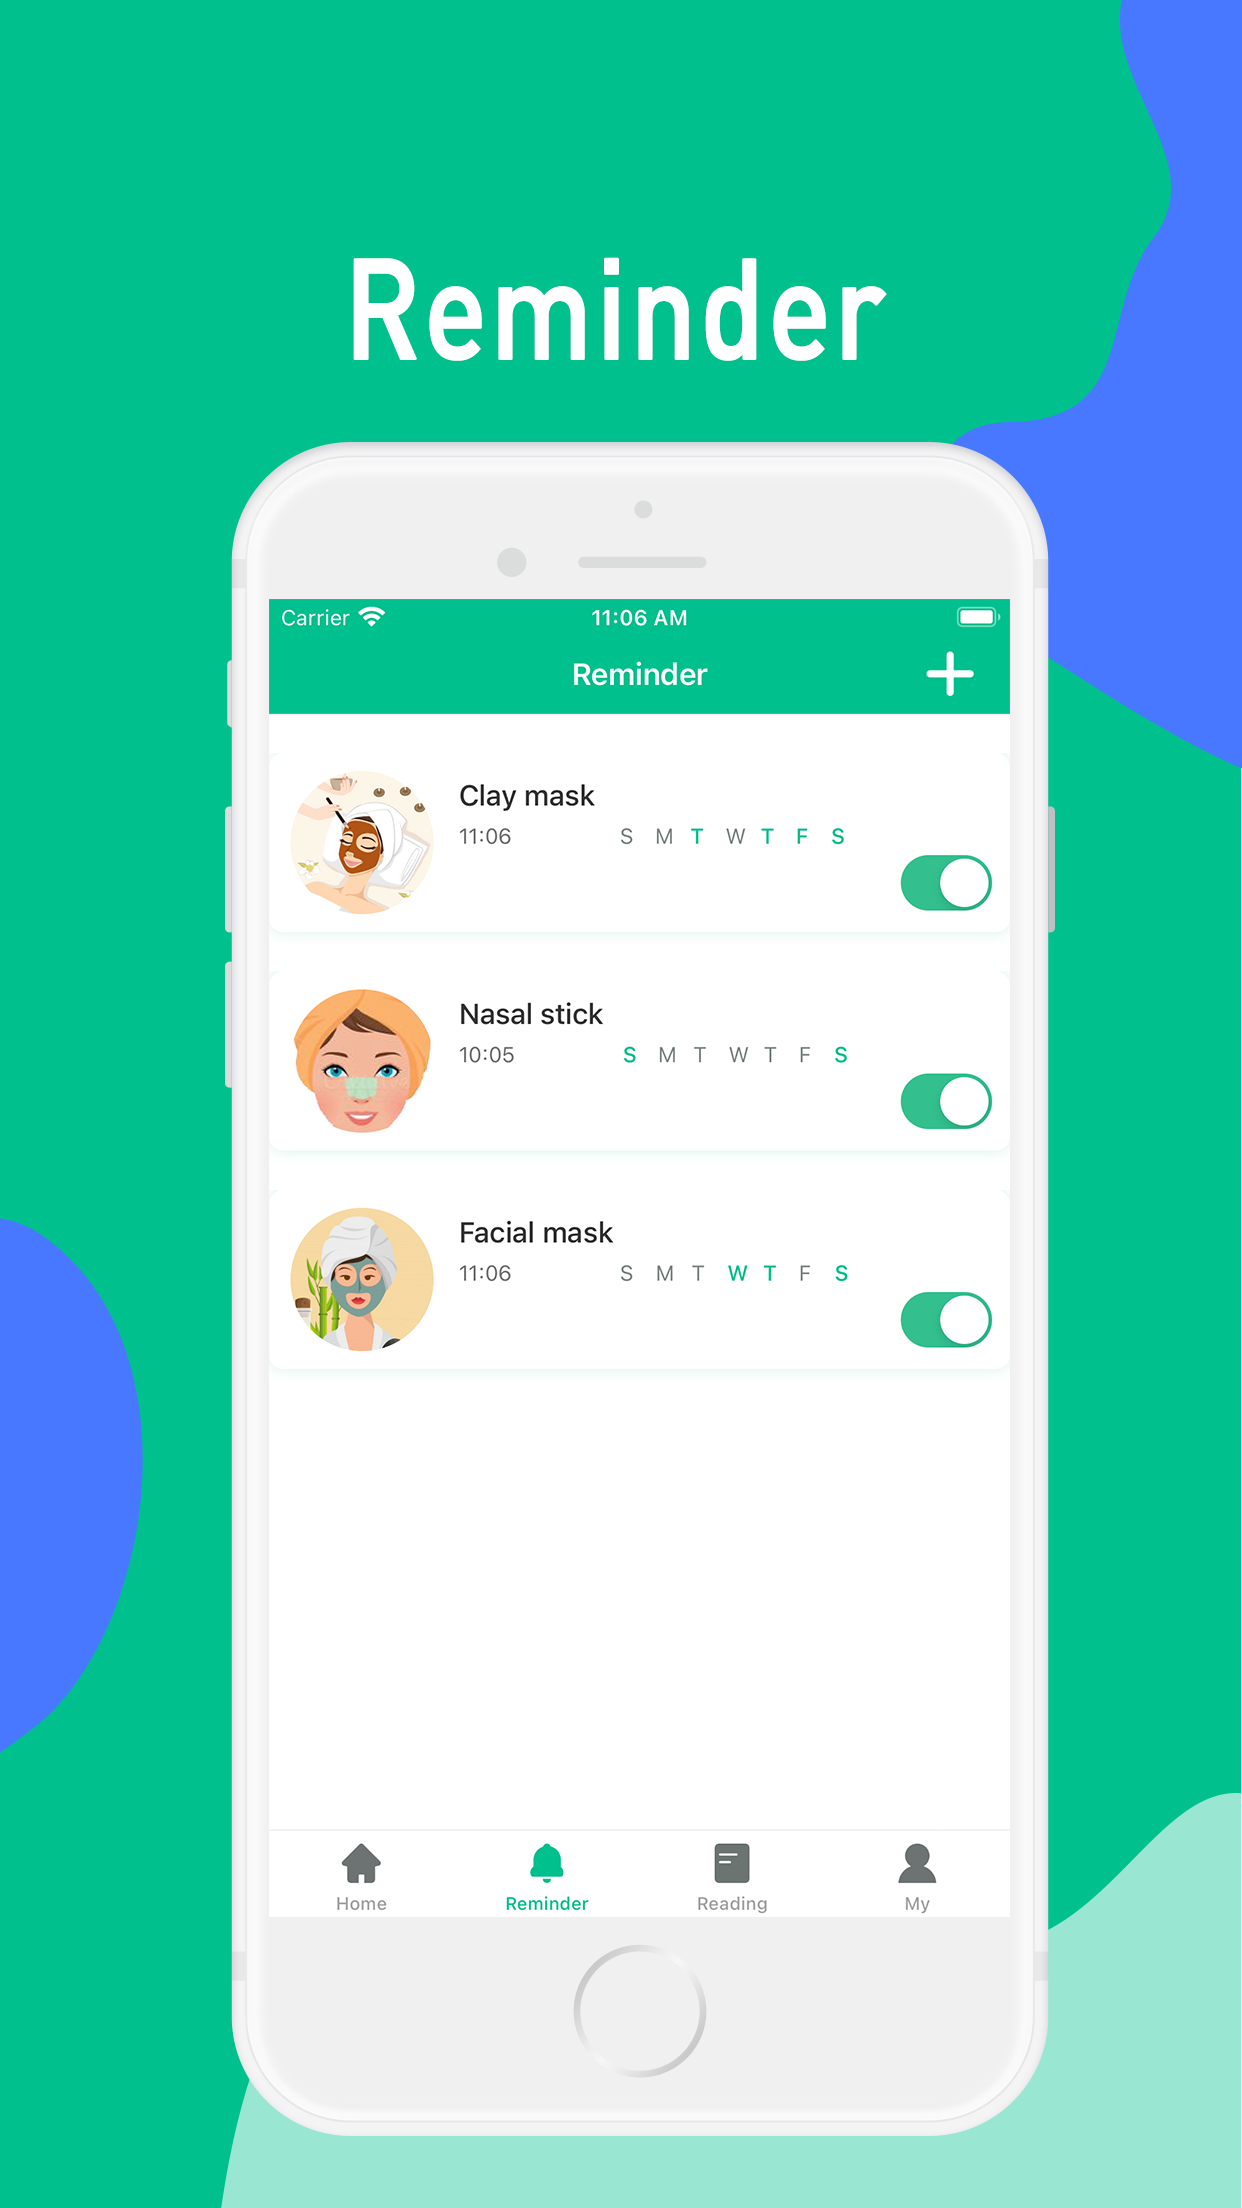 Reminder
Carrier 11:06 AM
Reminder
Clay mask
11:06 S M T W T F S
Nasal stick
10:05 S M T W T F S
Facial mask
11:06 S M T W T F S
Home Reminder Reading My